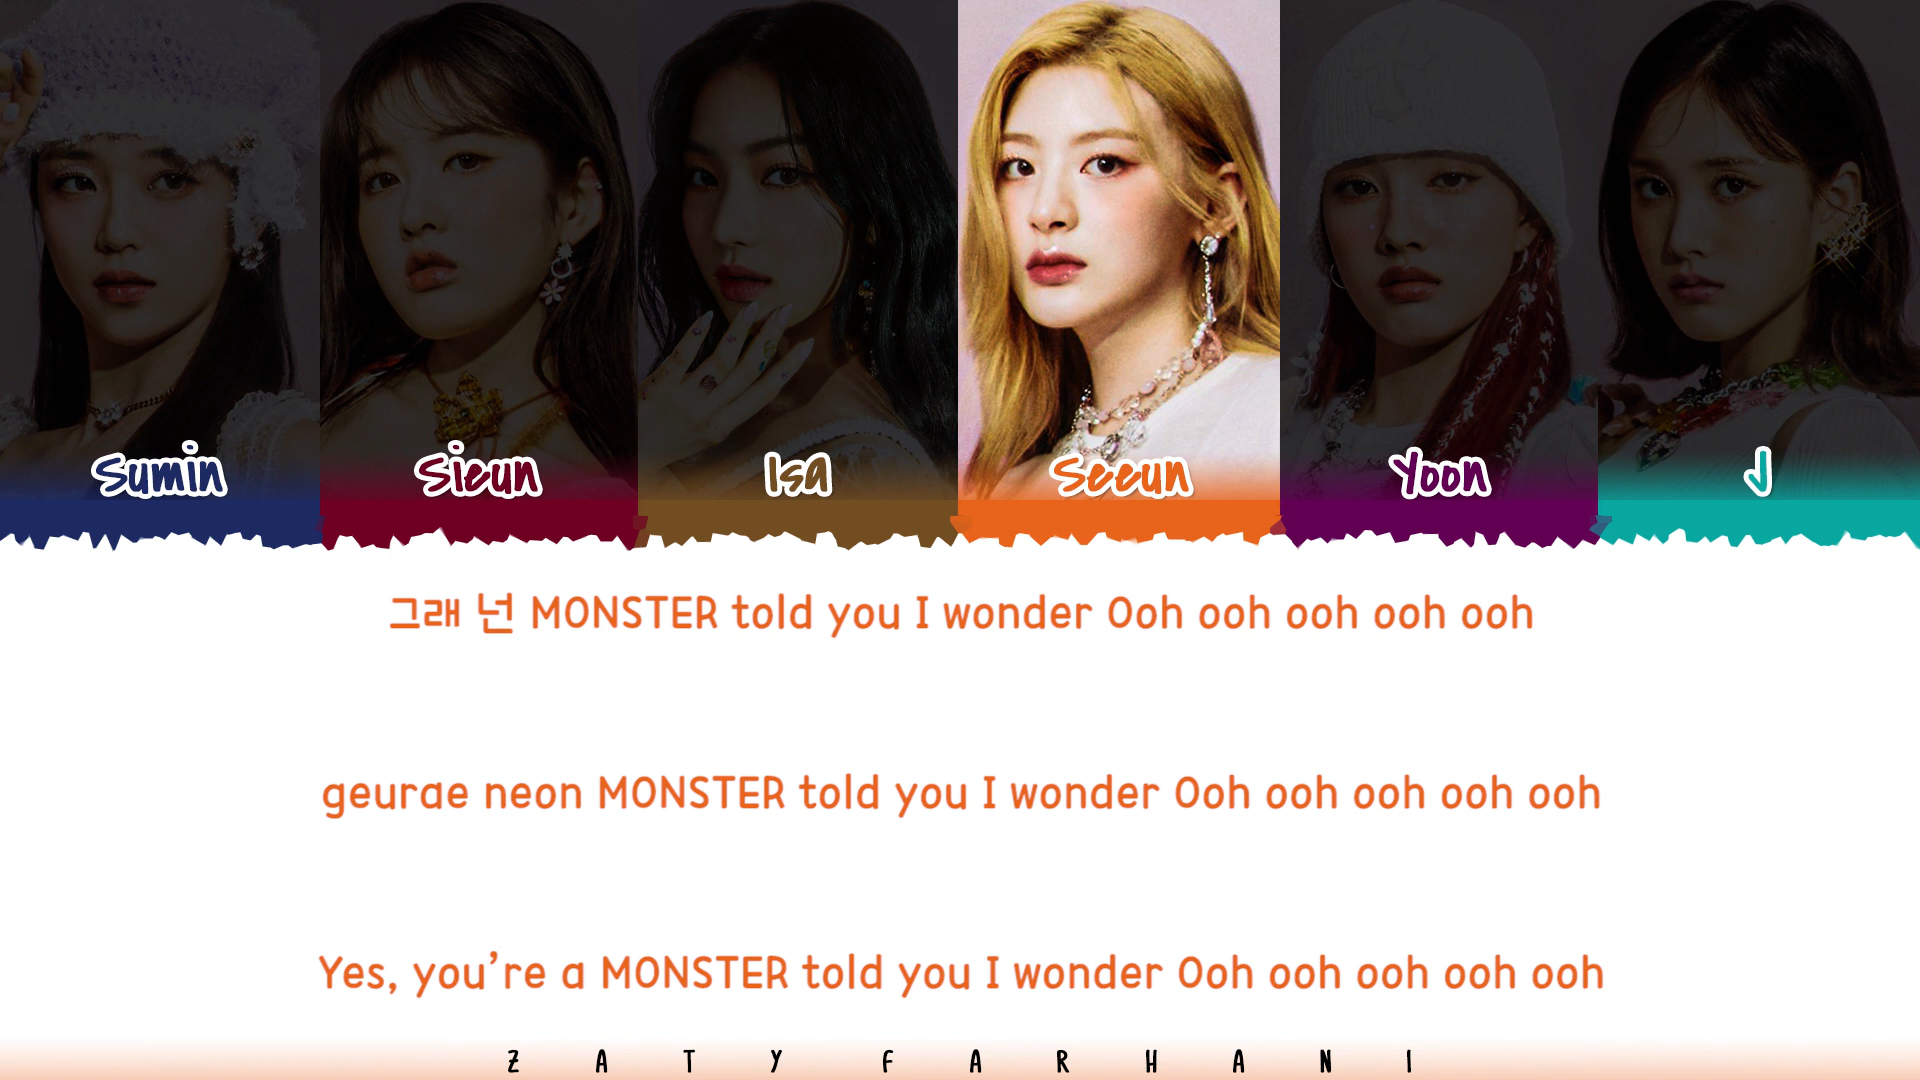 Sumin Sieun Isa Seeun Yoon J
그래 넌 MONSTER told you I wonder Ooh ooh ooh ooh ooh
geurae neon MONSTER told you I wonder Ooh ooh ooh ooh ooh
Yes, you’re a MONSTER told you I wonder Ooh ooh ooh ooh ooh
ZATY FARHANI